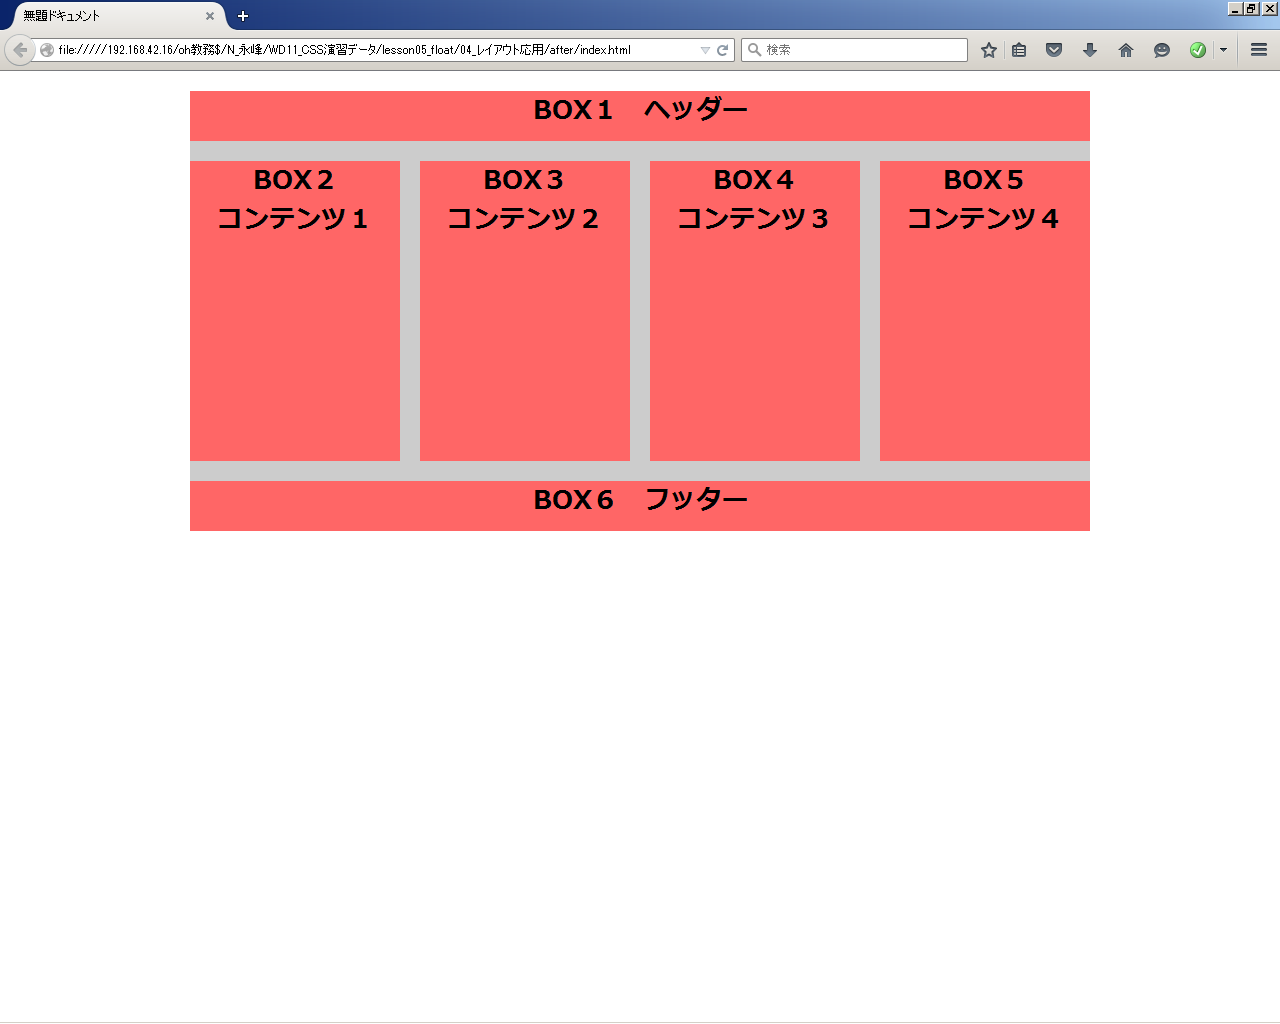 無題ドキュメント
file://///192.168.42.16/oh教務$/N_永峰/WD11_CSS演習データ/lesson05_float/04_レイアウト応用/after/index.html
検索
BOX１　ヘッダー
BOX２
コンテンツ１
BOX３
コンテンツ２
BOX４
コンテンツ３
BOX５
コンテンツ４
BOX６　フッター